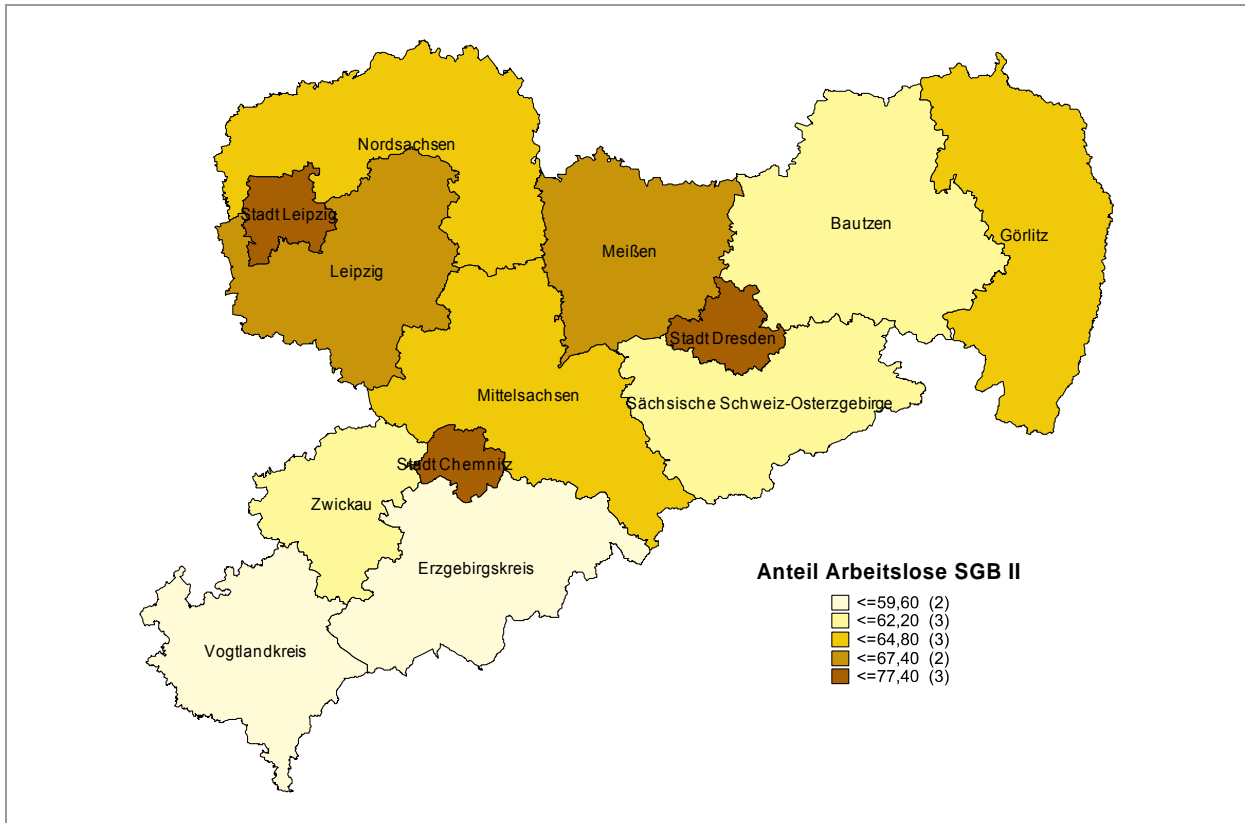 Nordsachsen
Stadt Leipzig
Leipzig
Meißen
Bautzen
Görlitz
Stadt Dresden
Mittelsachsen
Sächsische Schweiz-Osterzgebirge
Stadt Chemnitz
Zwickau
Erzgebirgskreis
Vogtlandkreis
Anteil Arbeitslose SGB II
<=59,60 (2)
<=62,20 (3)
<=64,80 (3)
<=67,40 (2)
<=77,40 (3)